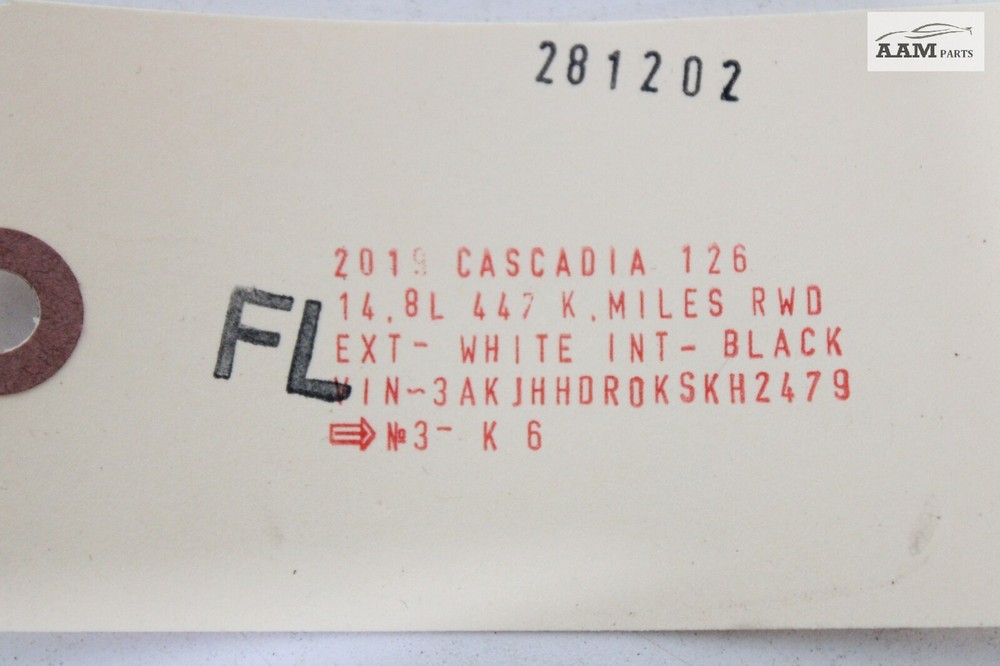 AAM PARTS
281202
2019 CASCADIA 126
14.8L 447 K.MILES RWD
EXT- WHITE INT- BLACK
VIN~3AKJHHDR0KSKH2479
⇒ №3- K 6
FL